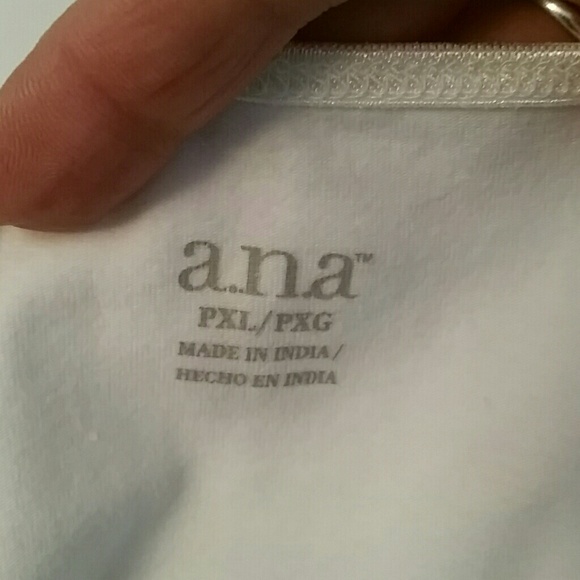 a.n.a™
PXL/PXG
MADE IN INDIA/
HECHO EN INDIA